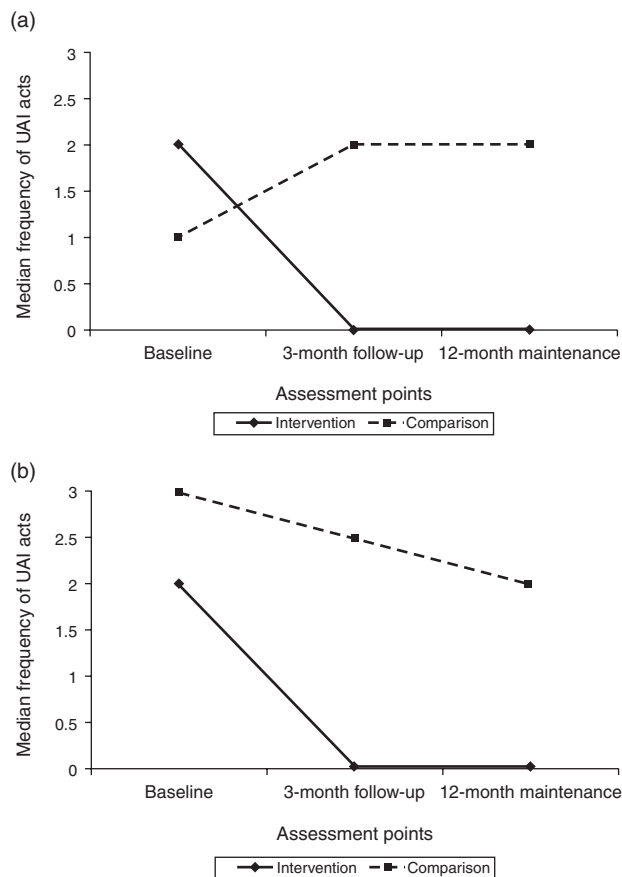 (a)
Median frequency of UAI acts
3
2.5
2
1.5
1
0.5
0
Baseline 3-month follow-up 12-month maintenance
Assessment points
Intervention Comparison
(b)
Median frequency of UAI acts
3
2.5
2
1.5
1
0.5
0
Baseline 3-month follow-up 12-month maintenance
Assessment points
Intervention Comparison